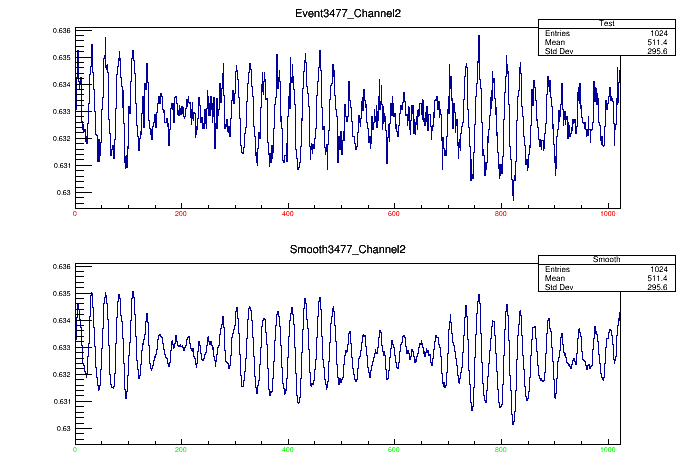 Event3477_Channel2
Test
Entries 1024
Mean 511.4
Std Dev 295.6
0.636
0.635
0.634
0.633
0.632
0.631
0.63
0 200 400 600 800 1000
Smooth3477_Channel2
Smooth
Entries 1024
Mean 511.4
Std Dev 295.6
0.636
0.635
0.634
0.633
0.632
0.631
0.63
0 200 400 600 800 1000